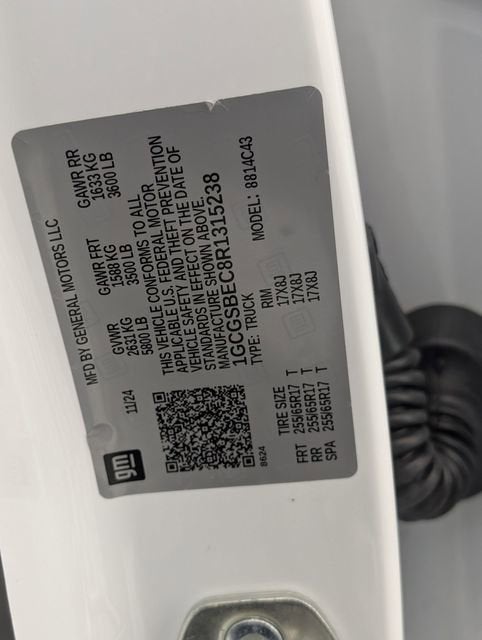 MFD BY GENERAL MOTORS LLC
gm
11/24
GVWR
2631 KG
5800 LB
GAWR FRT
1588 KG
3500 LB
GAWR RR
1633 KG
3600 LB
THIS VEHICLE CONFORMS TO ALL
APPLICABLE U.S. FEDERAL MOTOR
VEHICLE SAFETY AND THEFT PREVENTION
STANDARDS IN EFFECT ON THE DATE OF
MANUFACTURE SHOWN ABOVE.
1GCGSBEC8R1315238
TYPE: TRUCK MODEL: 8814C43
8624
TIRE SIZE RIM
FRT 255/65R17 T 17X8J
RR 255/65R17 T 17X8J
SPA 255/65R17 T 17X8J